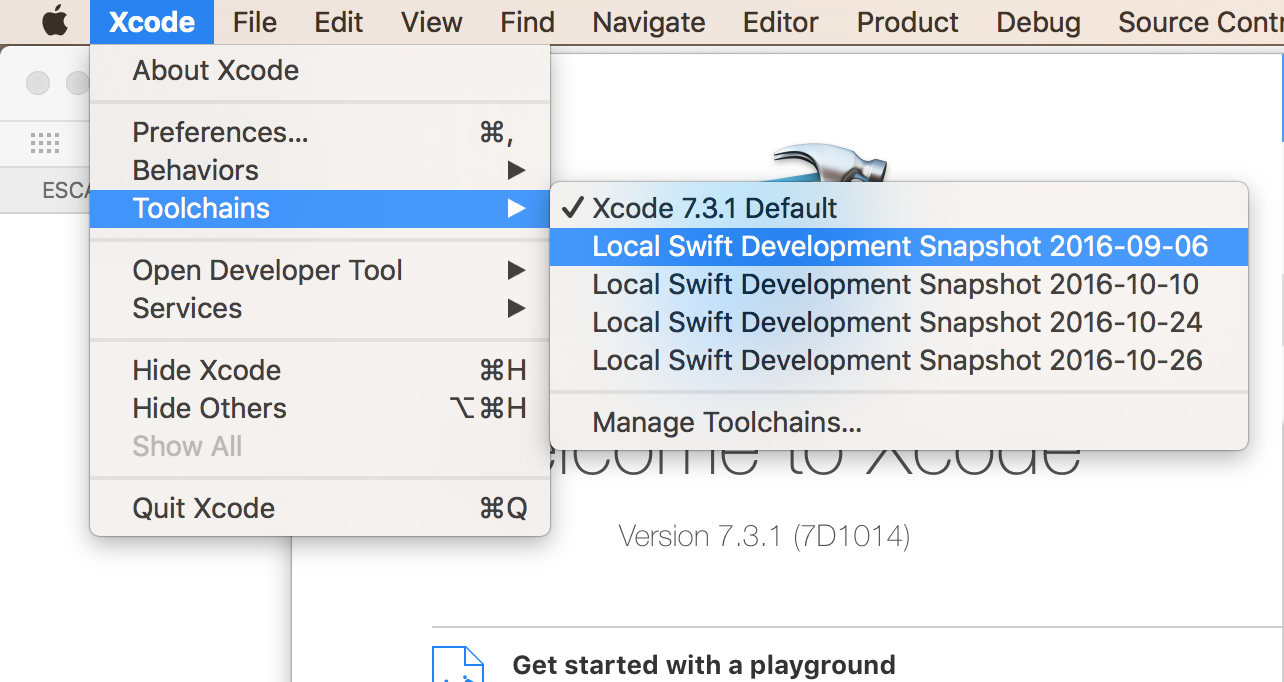 Xcode File Edit View Find Navigate Editor Product Debug Source Contr
About Xcode
Preferences... ⌘,
Behaviors ▶
Toolchains ▶
Open Developer Tool ▶
Services ▶
Hide Xcode ⌘H
Hide Others ⌥⌘H
Show All
Quit Xcode ⌘Q
ESCA
✓ Xcode 7.3.1 Default
Local Swift Development Snapshot 2016-09-06
Local Swift Development Snapshot 2016-10-10
Local Swift Development Snapshot 2016-10-24
Local Swift Development Snapshot 2016-10-26
Manage Toolchains...
elcome to Xcode
Version 7.3.1 (7D1014)
Get started with a playground